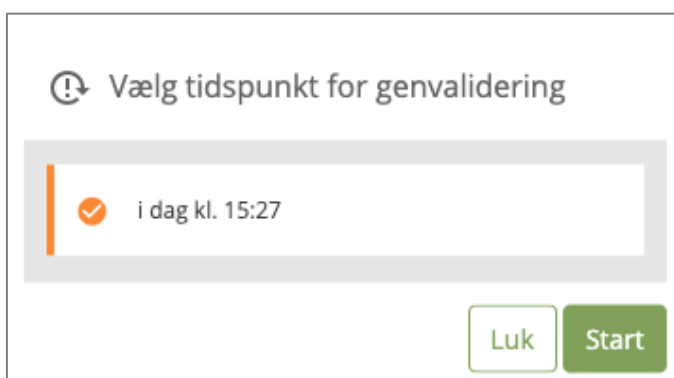 Vælg tidspunkt for genvalidering
i dag kl. 15:27
Luk
Start